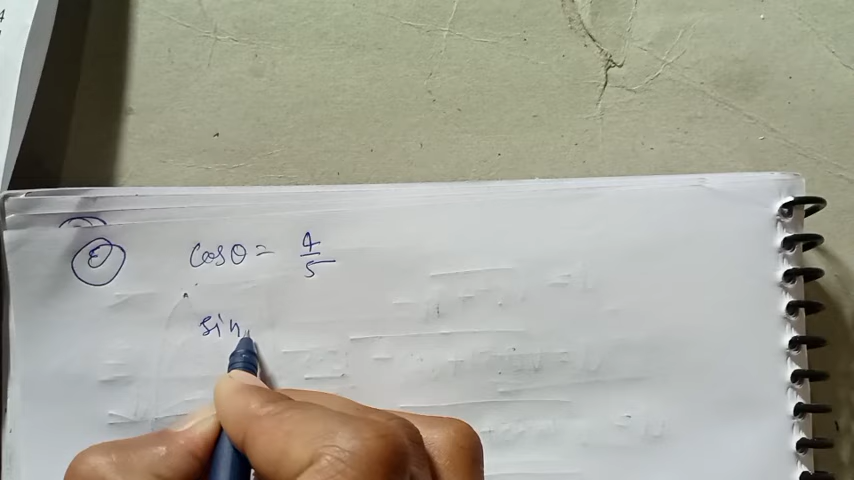 cosθ = 4/5
sin